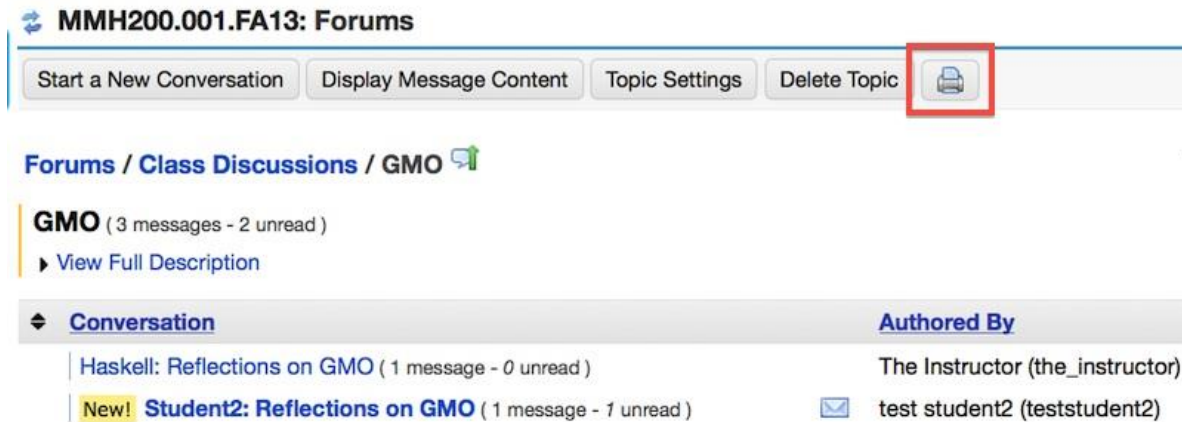 MMH200.001.FA13: Forums
Start a New Conversation Display Message Content Topic Settings Delete Topic
Forums / Class Discussions / GMO
GMO ( 3 messages - 2 unread )
View Full Description
Conversation Authored By
Haskell: Reflections on GMO ( 1 message - 0 unread ) The Instructor (the_instructor)
New! Student2: Reflections on GMO ( 1 message - 1 unread ) test student2 (teststudent2)